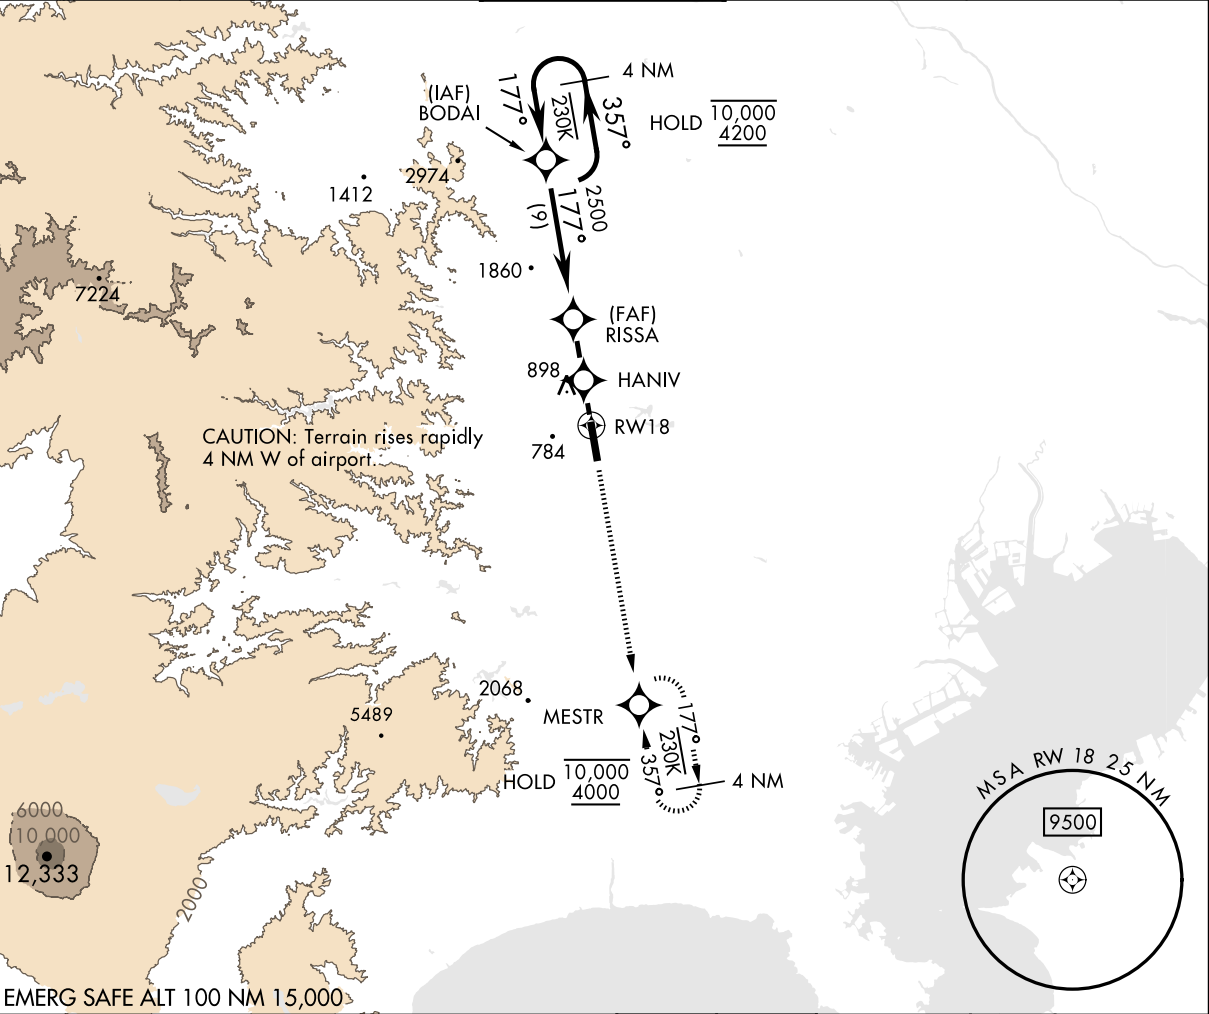 4 NM
(IAF)
BODAI
177°
230K
357°
HOLD 10,000
4200
2974
1412
2500
177°
(9)
1860
7224
(FAF)
RISSA
898
HANIV
RW18
CAUTION: Terrain rises rapidly
4 NM W of airport.
784
2068
5489
MESTR
177°
230K
357°
HOLD 10,000
4000
4 NM
MSA RW 18 25 NM
9500
6000
10,000
12,333
2000
EMERG SAFE ALT 100 NM 15,000